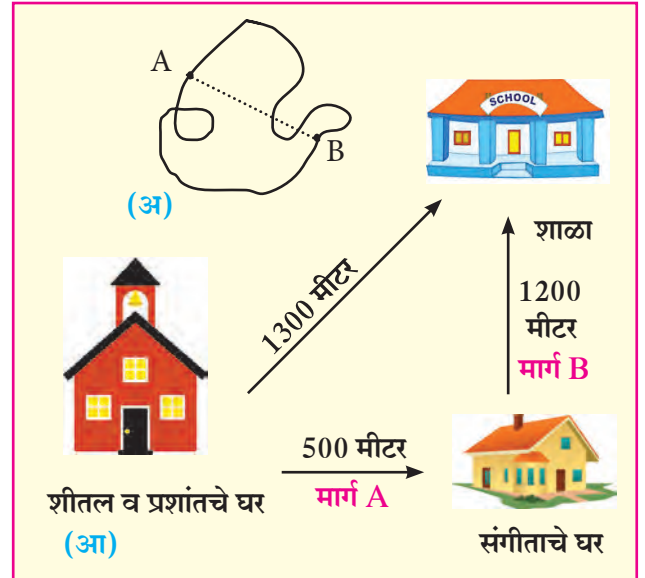 A
B
(अ)
SCHOOL
शाळा
1300 मीटर
1200
मीटर
मार्ग B
500 मीटर
मार्ग A
शीतल व प्रशांतचे घर
(आ)
संगीताचे घर